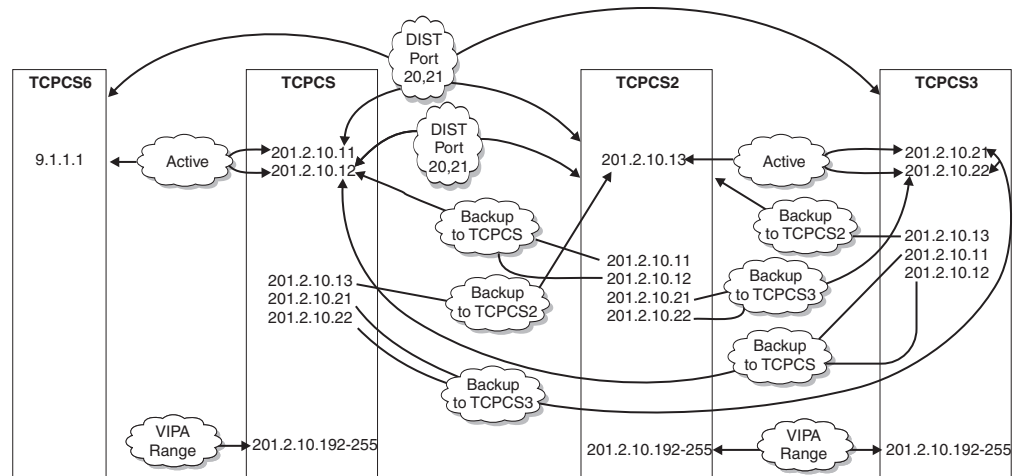 DIST
Port
20,21
TCPCS6
TCPCS
TCPCS2
TCPCS3
DIST
Port
20,21
9.1.1.1
Active
201.2.10.11
201.2.10.12
201.2.10.13
Active
201.2.10.21
201.2.10.22
Backup
to TCPCS
Backup
to TCPCS2
201.2.10.13
201.2.10.11
201.2.10.12
201.2.10.11
201.2.10.12
201.2.10.21
201.2.10.22
Backup
to TCPCS3
201.2.10.13
201.2.10.21
201.2.10.22
Backup
to TCPCS2
Backup
to TCPCS
Backup
to TCPCS3
VIPA
Range
201.2.10.192-255
201.2.10.192-255
VIPA
Range
201.2.10.192-255